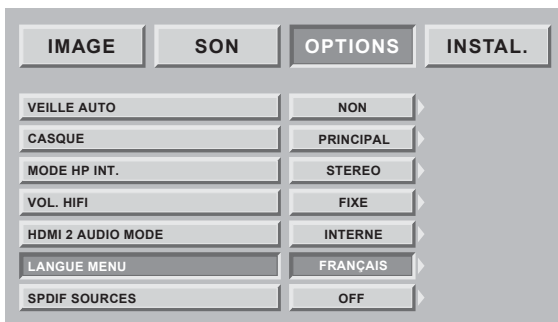 IMAGE SON OPTIONS INSTAL.
VEILLE AUTO NON
CASQUE PRINCIPAL
MODE HP INT. STEREO
VOL. HIFI FIXE
HDMI 2 AUDIO MODE INTERNE
LANGUE MENU FRANÇAIS
SPDIF SOURCES OFF